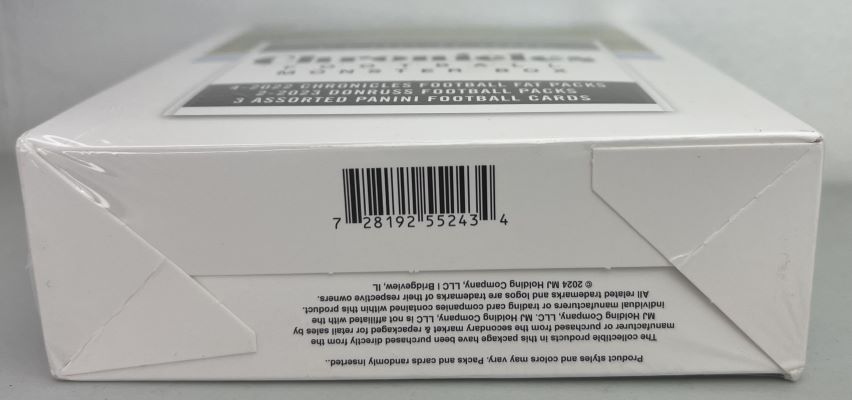 Chronicles
FOOTBALL
MONSTER BOX
4-2022 CHRONICLES FOOTBALL FAT PACKS
2-2023 DONRUSS FOOTBALL PACKS
3 ASSORTED PANINI FOOTBALL CARDS
7 28192 55243 4
Product styles and colors may vary. Packs and cards randomly inserted..
The collectible products in this package have been purchased directly from the
manufacturer or purchased from the secondary market & repackaged for retail sales by
MJ Holding Company, LLC. MJ Holding Company, LLC is not affiliated with the
individual manufacturers or trading card companies contained within this product.
All related trademarks and logos are trademarks of their respective owners.
© 2024 MJ Holding Company, LLC | Bridgeview, IL